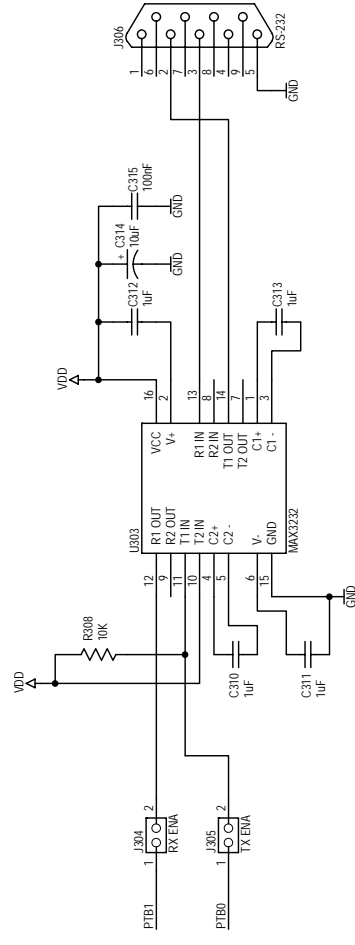 VDD
J304
1
2
RX ENA
PTB1
J305
1
2
TX ENA
PTB0
R308
10K
C310
1uF
C311
1uF
GND
U303
12
R1 OUT
9
R2 OUT
11
T1 IN
10
T2 IN
4
C2+
5
C2 -
6
V-
15
GND
MAX3232
VDD
16
VCC
2
V+
13
R1 IN
8
R2 IN
14
T1 OUT
7
T2 OUT
1
C1+
3
C1 -
C312
1uF
+
C314
10uF
GND
C315
100nF
GND
C313
1uF
J306
1
6
2
7
3
8
4
9
5
RS-232
GND